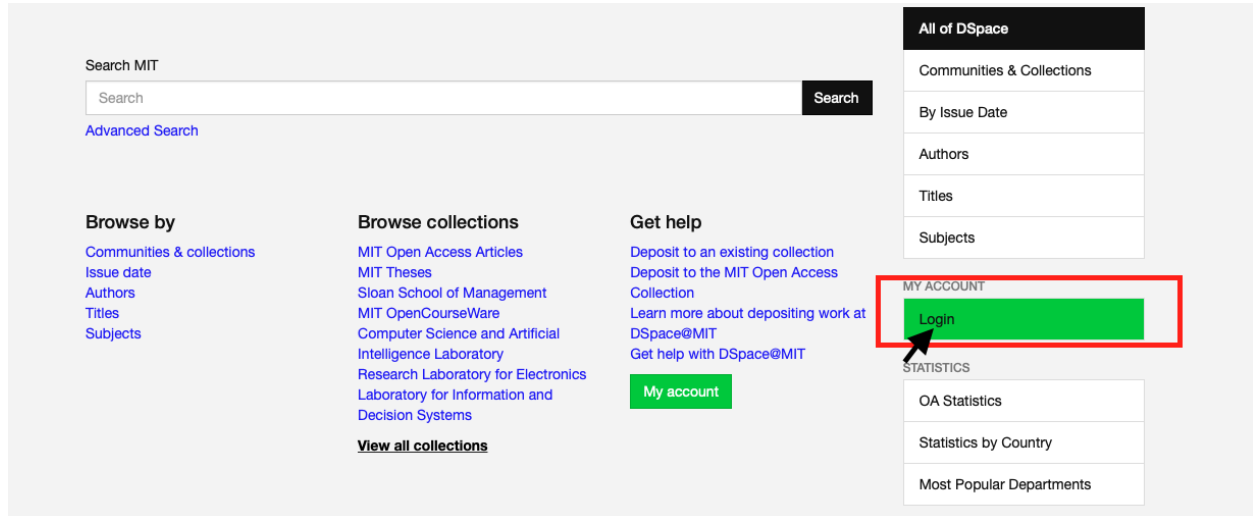 Search MIT
Search
Search
Advanced Search
Browse by
Communities & collections
Issue date
Authors
Titles
Subjects
Browse collections
MIT Open Access Articles
MIT Theses
Sloan School of Management
MIT OpenCourseWare
Computer Science and Artificial
Intelligence Laboratory
Research Laboratory for Electronics
Laboratory for Information and
Decision Systems
View all collections
Get help
Deposit to an existing collection
Deposit to the MIT Open Access
Collection
Learn more about depositing work at
DSpace@MIT
Get help with DSpace@MIT
My account
All of DSpace
Communities & Collections
By Issue Date
Authors
Titles
Subjects
MY ACCOUNT
Login
STATISTICS
OA Statistics
Statistics by Country
Most Popular Departments